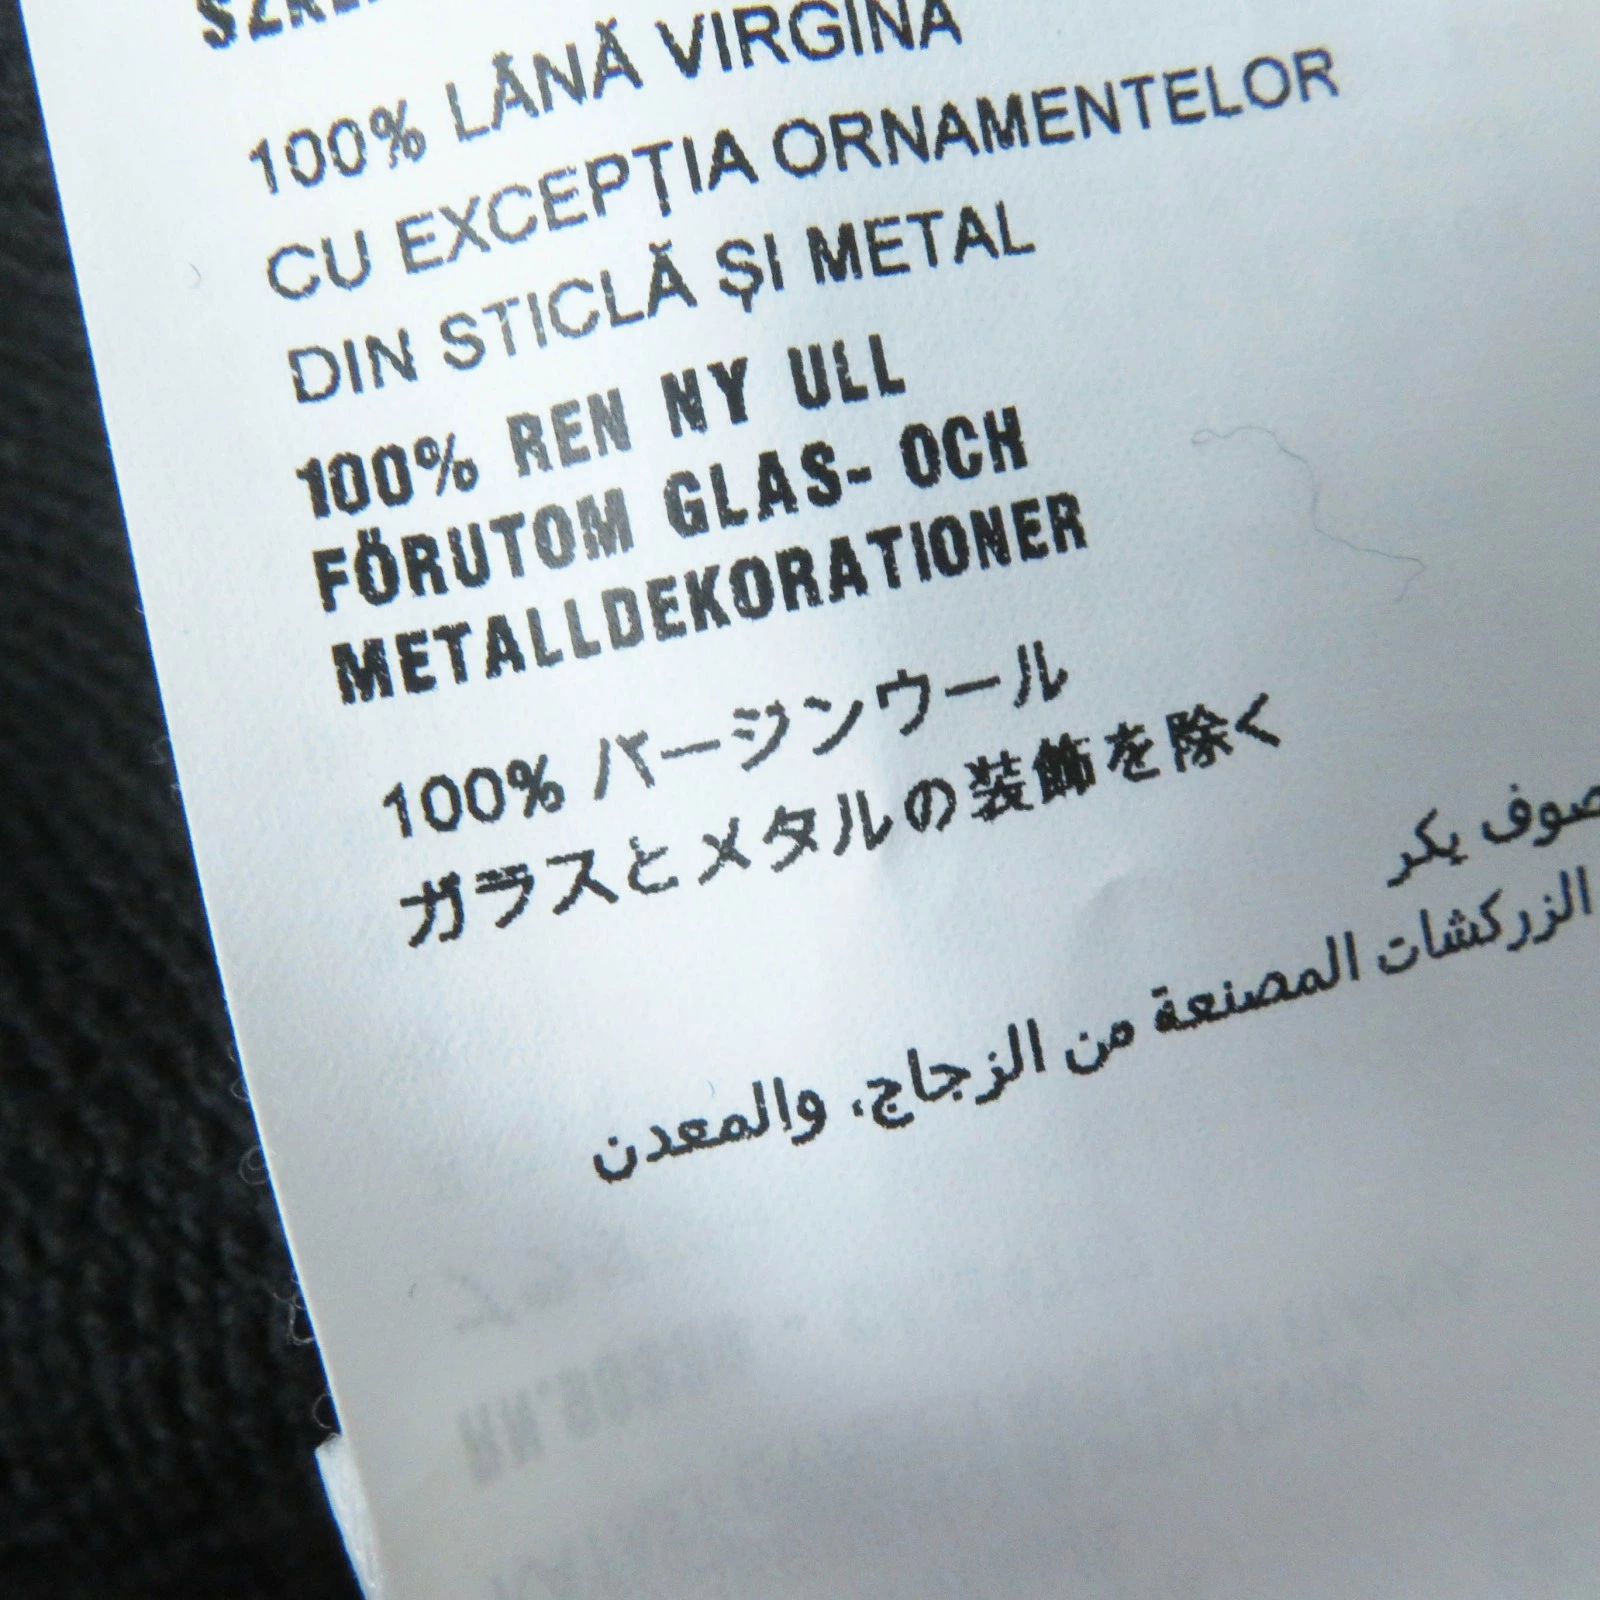 100% LÂNĂ VIRGINĂ
CU EXCEPȚIA ORNAMENTELOR
DIN STICLĂ ȘI METAL
100% REN NY ULL
FÖRUTOM GLAS- OCH
METALLDEKORATIONER
100% バージンウール
ガラスとメタルの装飾を除く
صوف يكر
الزركشات المصنعة من الزجاج، والمعدن